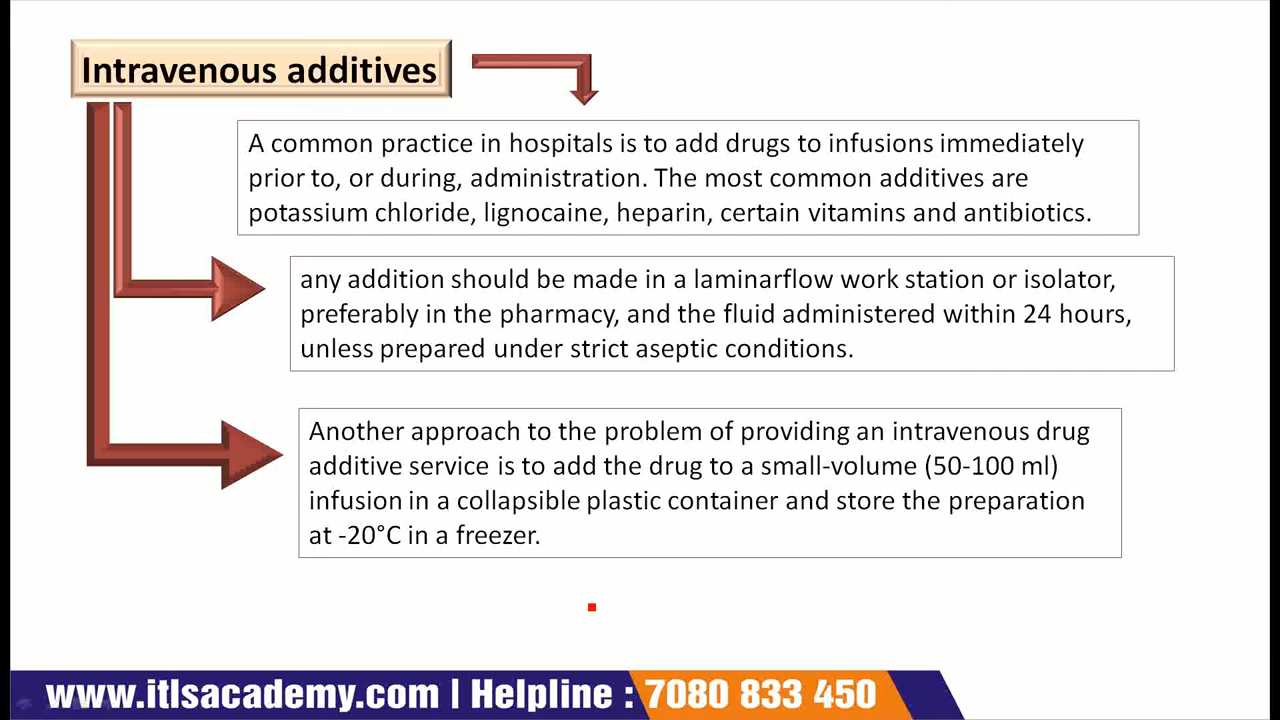 Intravenous additives
A common practice in hospitals is to add drugs to infusions immediately
prior to, or during, administration. The most common additives are
potassium chloride, lignocaine, heparin, certain vitamins and antibiotics.
any addition should be made in a laminarflow work station or isolator,
preferably in the pharmacy, and the fluid administered within 24 hours,
unless prepared under strict aseptic conditions.
Another approach to the problem of providing an intravenous drug
additive service is to add the drug to a small-volume (50-100 ml)
infusion in a collapsible plastic container and store the preparation
at -20°C in a freezer.
www.itlsacademy.com | Helpline : 7080 833 450